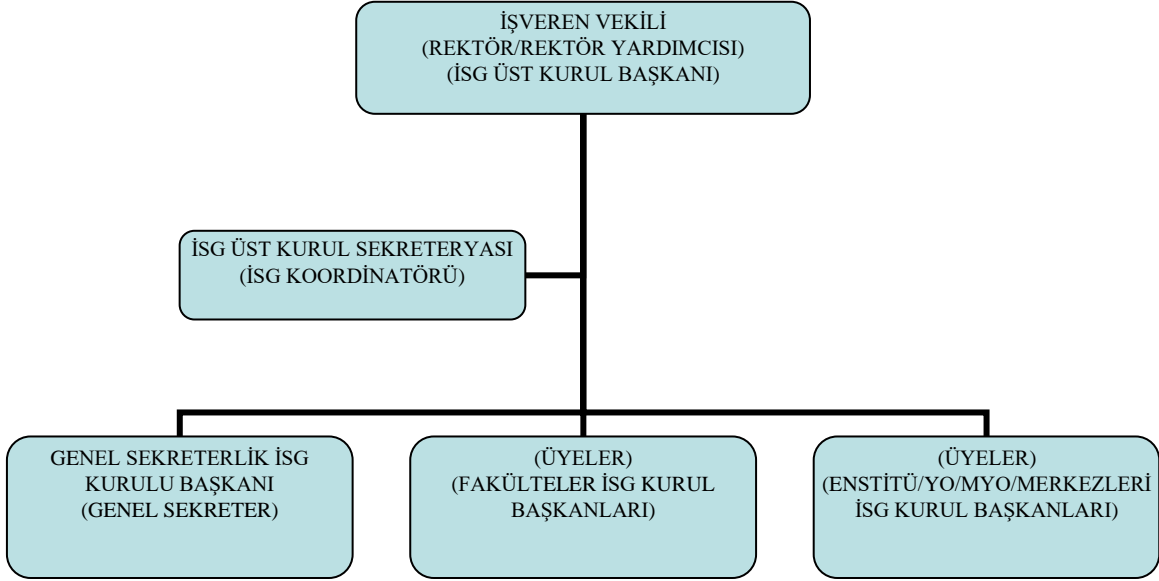 İŞVEREN VEKİLİ
(REKTÖR/REKTÖR YARDIMCISI)
(İSG ÜST KURUL BAŞKANI)
İSG ÜST KURUL SEKRETERYASI
(İSG KOORDİNATÖRÜ)
GENEL SEKRETERLİK İSG
KURULU BAŞKANI
(GENEL SEKRETER)
(ÜYELER)
(FAKÜLTELER İSG KURUL
BAŞKANLARI)
(ÜYELER)
(ENSTİTÜ/YO/MYO/MERKEZLERİ
İSG KURUL BAŞKANLARI)